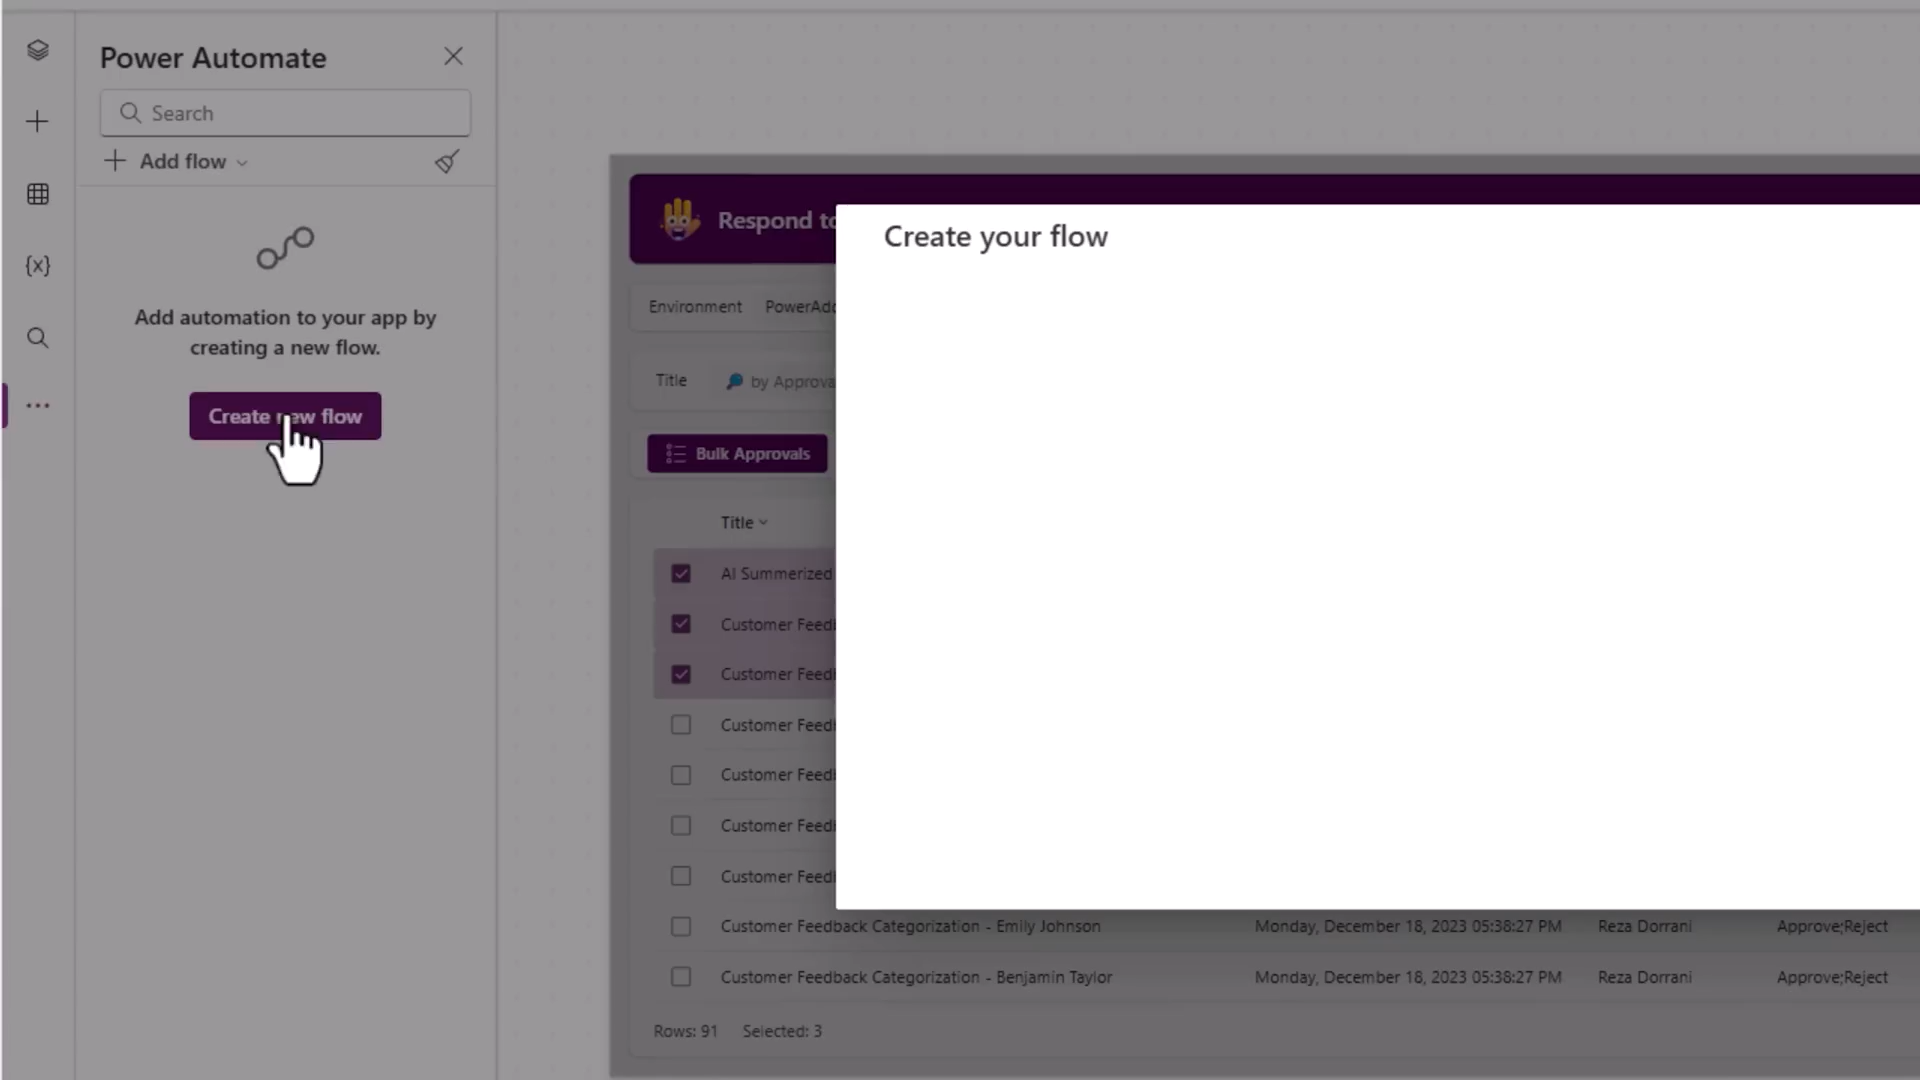 Power Automate
Search
Add flow
Add automation to your app by
creating a new flow.
Create new flow
Respond to
Create your flow
Environment
Title by Approva
Bulk Approvals
Title
AI Summerized
Customer Feed
Customer Feed
Customer Feed
Customer Feed
Customer Feed
Customer Feed
Customer Feedback Categorization - Emily Johnson Monday, December 18, 2023 05:38:27 PM Reza Dorrani Approve;Reject
Customer Feedback Categorization - Benjamin Taylor Monday, December 18, 2023 05:38:27 PM Reza Dorrani Approve;Reject
Rows: 91 Selected: 3